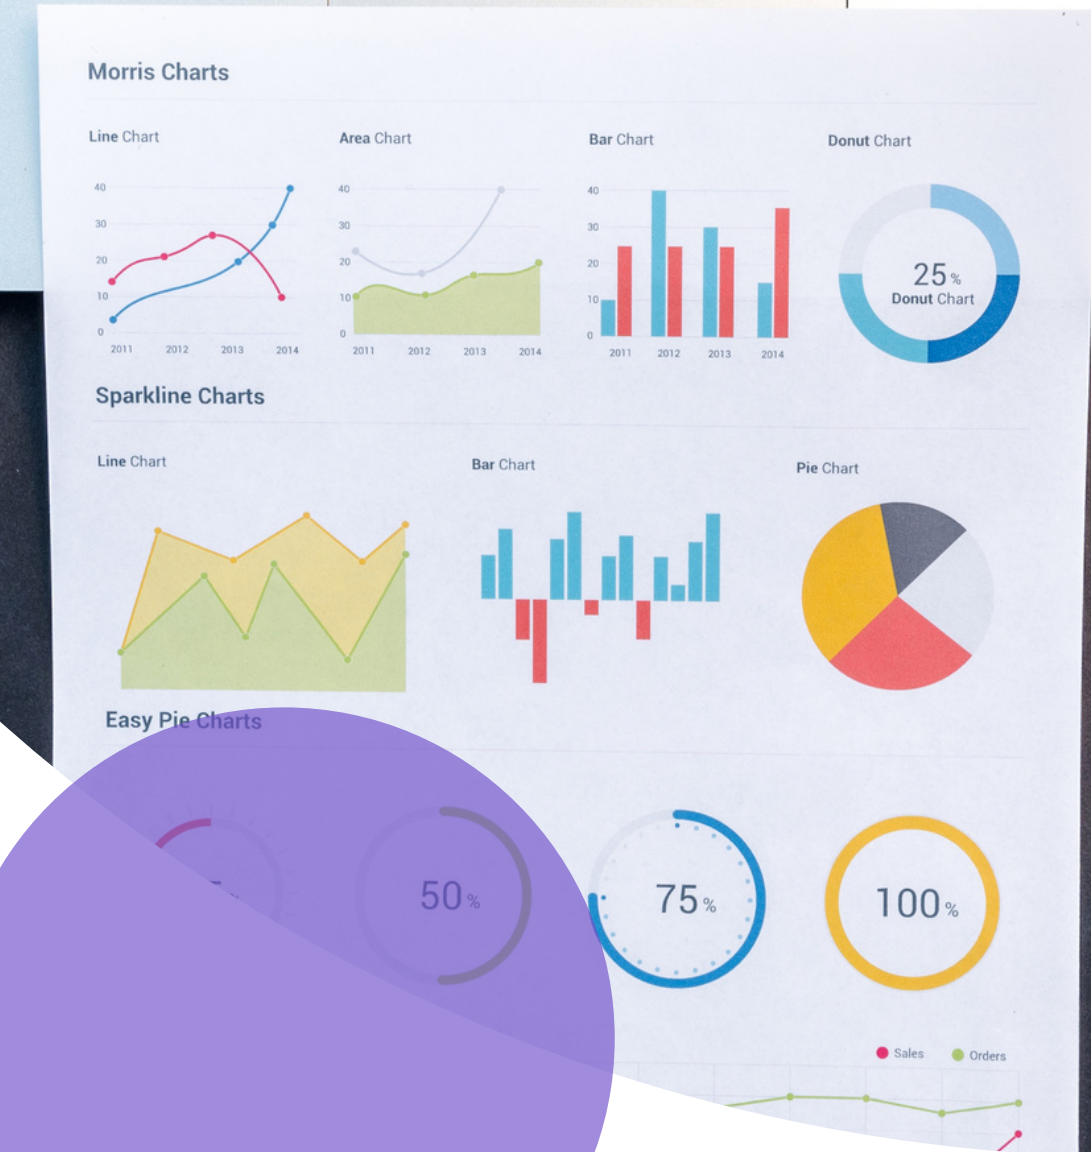 Morris Charts
Line Chart
Area Chart
Bar Chart
Donut Chart
40
30
20
10
0
2011 2012 2013 2014
40
30
20
10
0
2011 2012 2013 2014
40
30
20
10
0
2011 2012 2013 2014
25%
Donut Chart
Sparkline Charts
Line Chart
Bar Chart
Pie Chart
Easy Pie Charts
50%
75%
100%
Sales
Orders